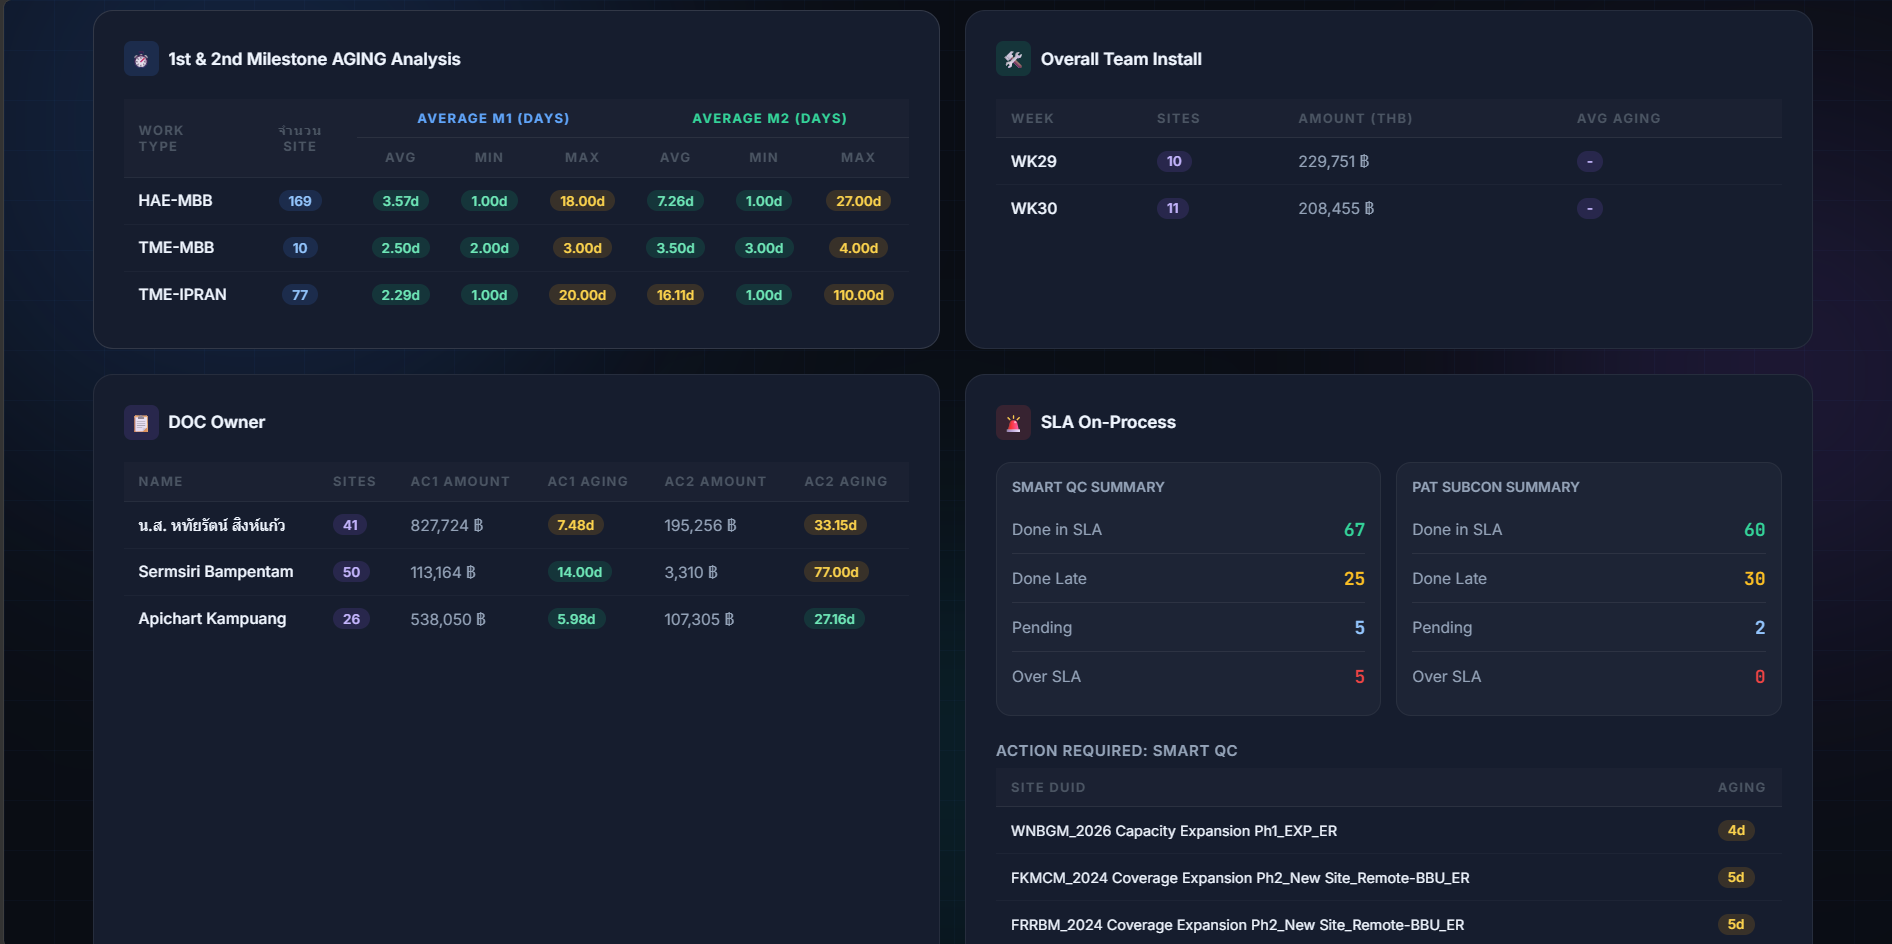 1st & 2nd Milestone AGING Analysis
WORK TYPE
จำนวน SITE
AVERAGE M1 (DAYS)
AVERAGE M2 (DAYS)
AVG MIN MAX AVG MIN MAX
HAE-MBB 169 3.57d 1.00d 18.00d 7.26d 1.00d 27.00d
TME-MBB 10 2.50d 2.00d 3.00d 3.50d 3.00d 4.00d
TME-IPRAN 77 2.29d 1.00d 20.00d 16.11d 1.00d 110.00d
Overall Team Install
WEEK SITES AMOUNT (THB) AVG AGING
WK29 10 229,751 ฿ -
WK30 11 208,455 ฿ -
DOC Owner
NAME SITES AC1 AMOUNT AC1 AGING AC2 AMOUNT AC2 AGING
น.ส. หทัยรัตน์ สิงห์แก้ว 41 827,724 ฿ 7.48d 195,256 ฿ 33.15d
Sermsiri Bampentam 50 113,164 ฿ 14.00d 3,310 ฿ 77.00d
Apichart Kampuang 26 538,050 ฿ 5.98d 107,305 ฿ 27.16d
SLA On-Process
SMART QC SUMMARY
Done in SLA 67
Done Late 25
Pending 5
Over SLA 5
PAT SUBCON SUMMARY
Done in SLA 60
Done Late 30
Pending 2
Over SLA 0
ACTION REQUIRED: SMART QC
SITE DUID AGING
WNBGM_2026 Capacity Expansion Ph1_EXP_ER 4d
FKMCM_2024 Coverage Expansion Ph2_New Site_Remote-BBU_ER 5d
FRRBM_2024 Coverage Expansion Ph2_New Site_Remote-BBU_ER 5d